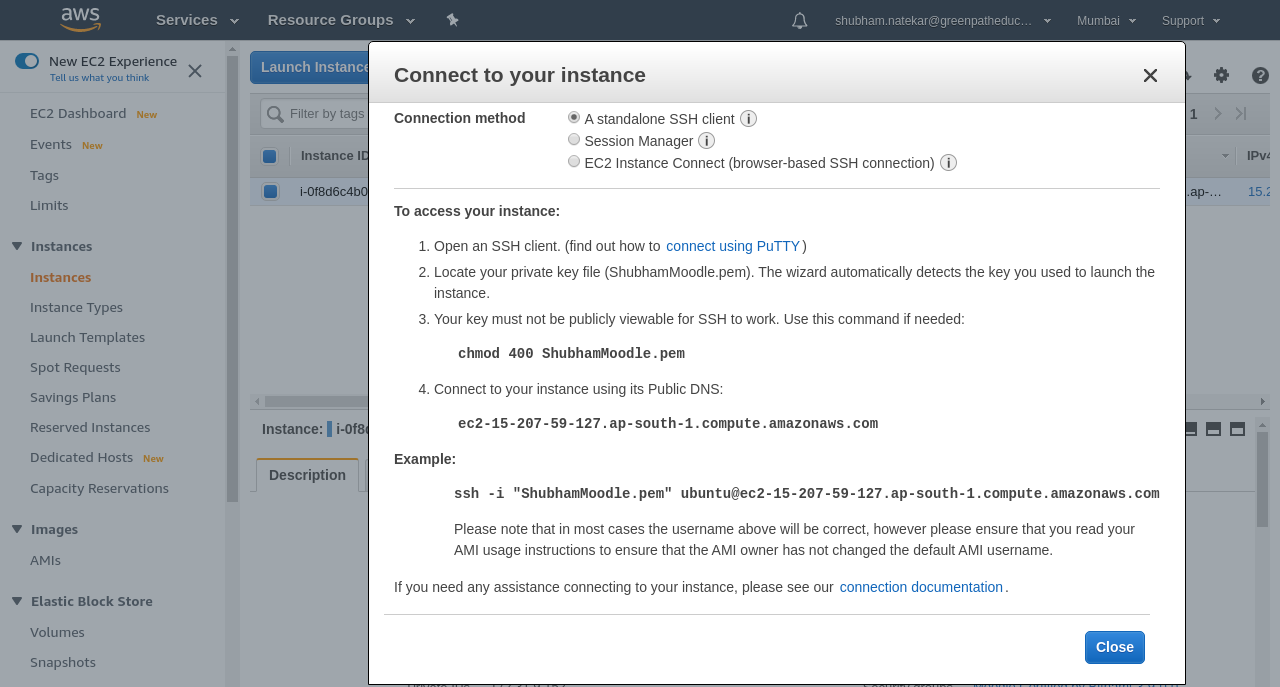 aws Services Resource Groups shubham.natekar@greenpatheduc… Mumbai Support
New EC2 Experience
Tell us what you think
EC2 Dashboard New
Events New
Tags
Limits
Instances
Instances
Instance Types
Launch Templates
Spot Requests
Savings Plans
Reserved Instances
Dedicated Hosts New
Capacity Reservations
Images
AMIs
Elastic Block Store
Volumes
Snapshots
Launch Instance
Filter by tags
1
Instance ID
IPv4
i-0f8d6c4b0
.ap-…
15.2
Instance: i-0f8d
Description
Connect to your instance
Connection method
A standalone SSH client
Session Manager
EC2 Instance Connect (browser-based SSH connection)
To access your instance:
1. Open an SSH client. (find out how to connect using PuTTY)
2. Locate your private key file (ShubhamMoodle.pem). The wizard automatically detects the key you used to launch the
instance.
3. Your key must not be publicly viewable for SSH to work. Use this command if needed:
chmod 400 ShubhamMoodle.pem
4. Connect to your instance using its Public DNS:
ec2-15-207-59-127.ap-south-1.compute.amazonaws.com
Example:
ssh -i "ShubhamMoodle.pem" ubuntu@ec2-15-207-59-127.ap-south-1.compute.amazonaws.com
Please note that in most cases the username above will be correct, however please ensure that you read your
AMI usage instructions to ensure that the AMI owner has not changed the default AMI username.
If you need any assistance connecting to your instance, please see our connection documentation.
Close